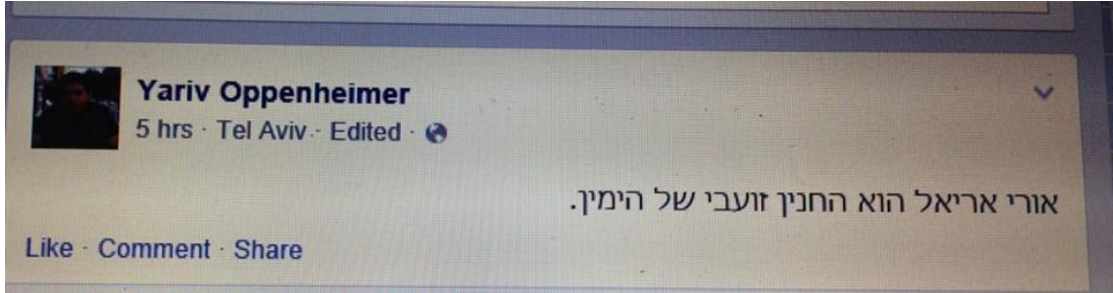 Yariv Oppenheimer
5 hrs · Tel Aviv · Edited ·
אורי אריאל הוא החנין זועבי של הימין.
Like · Comment · Share